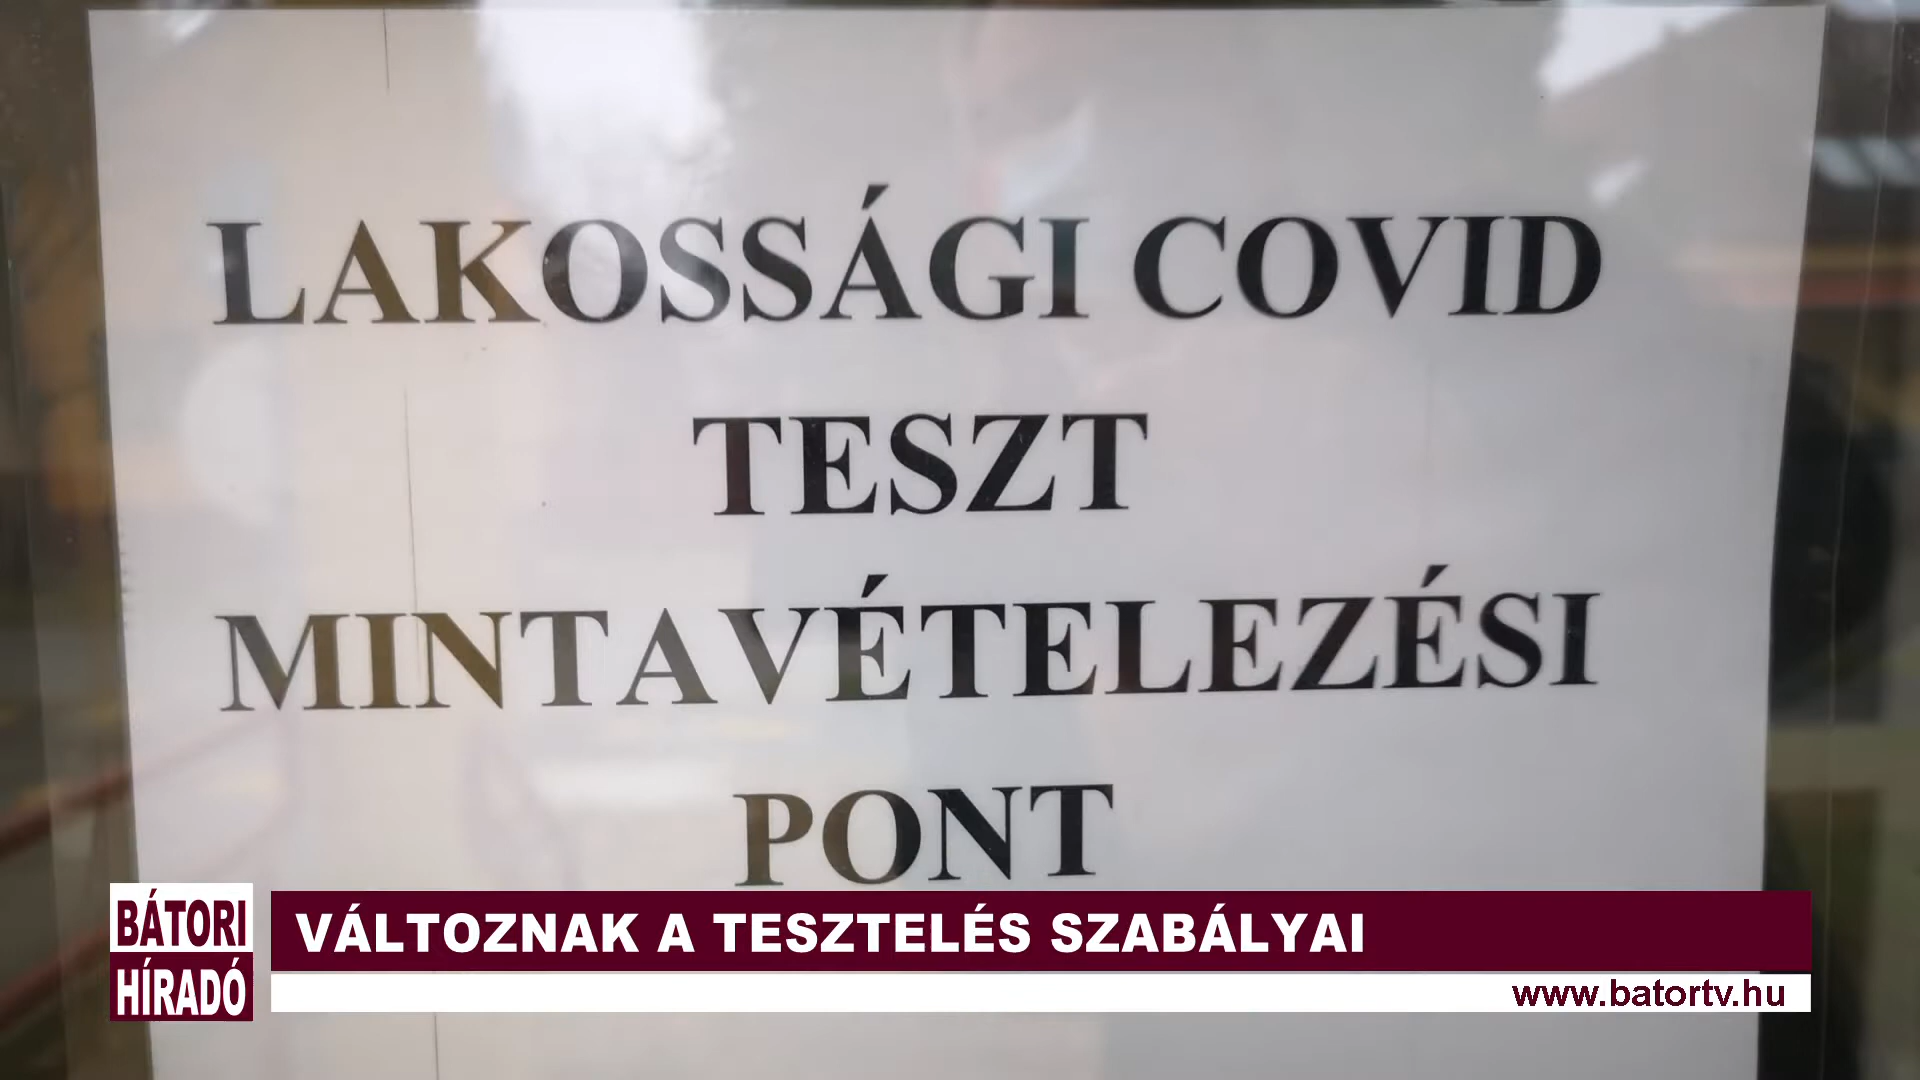 LAKOSSÁGI COVID
TESZT
MINTAVÉTELEZÉSI
PONT
BÁTORI
HÍRADÓ
VÁLTOZNAK A TESZTELÉS SZABÁLYAI
www.batortv.hu